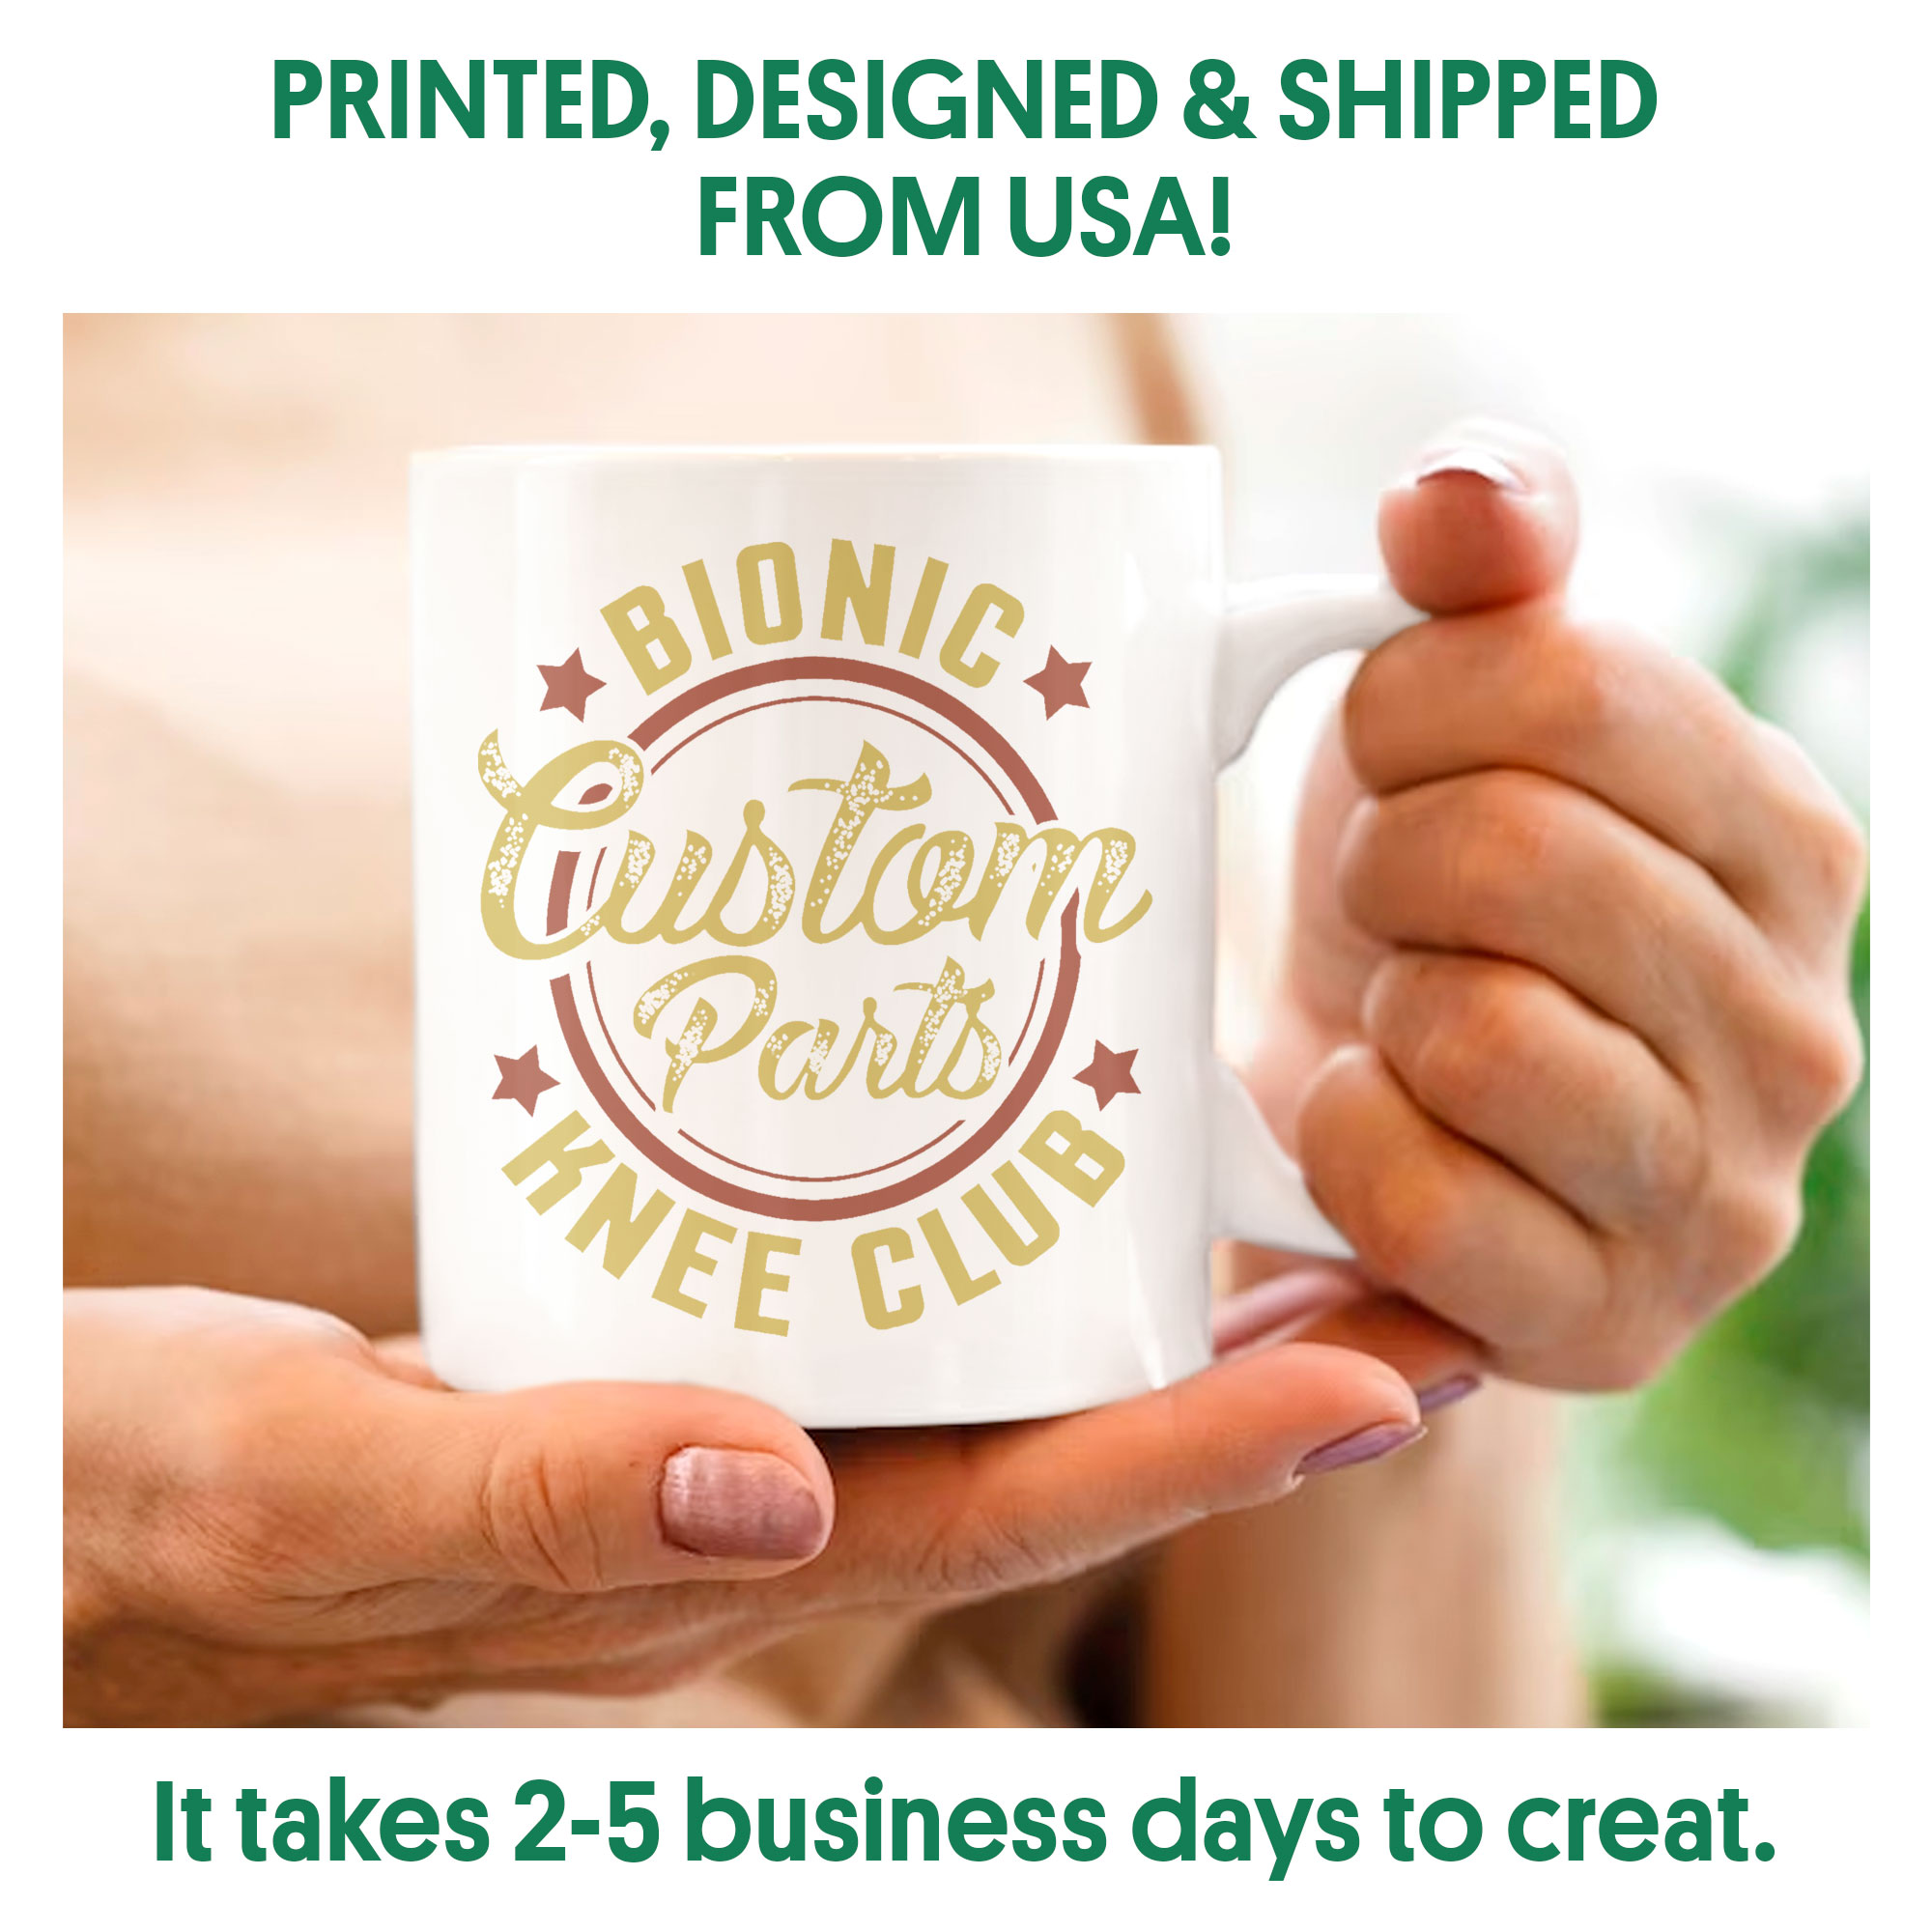 PRINTED, DESIGNED & SHIPPED
FROM USA!
BIONIC
Custom
Parts
KNEE CLUB
It takes 2-5 business days to creat.